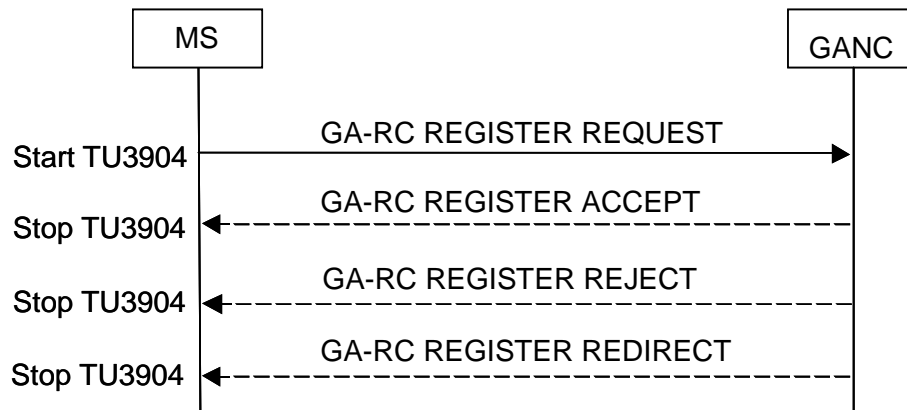 MS
GANC
GA-RC REGISTER REQUEST
Start TU3904
GA-RC REGISTER ACCEPT
Stop TU3904
GA-RC REGISTER REJECT
Stop TU3904
GA-RC REGISTER REDIRECT
Stop TU3904